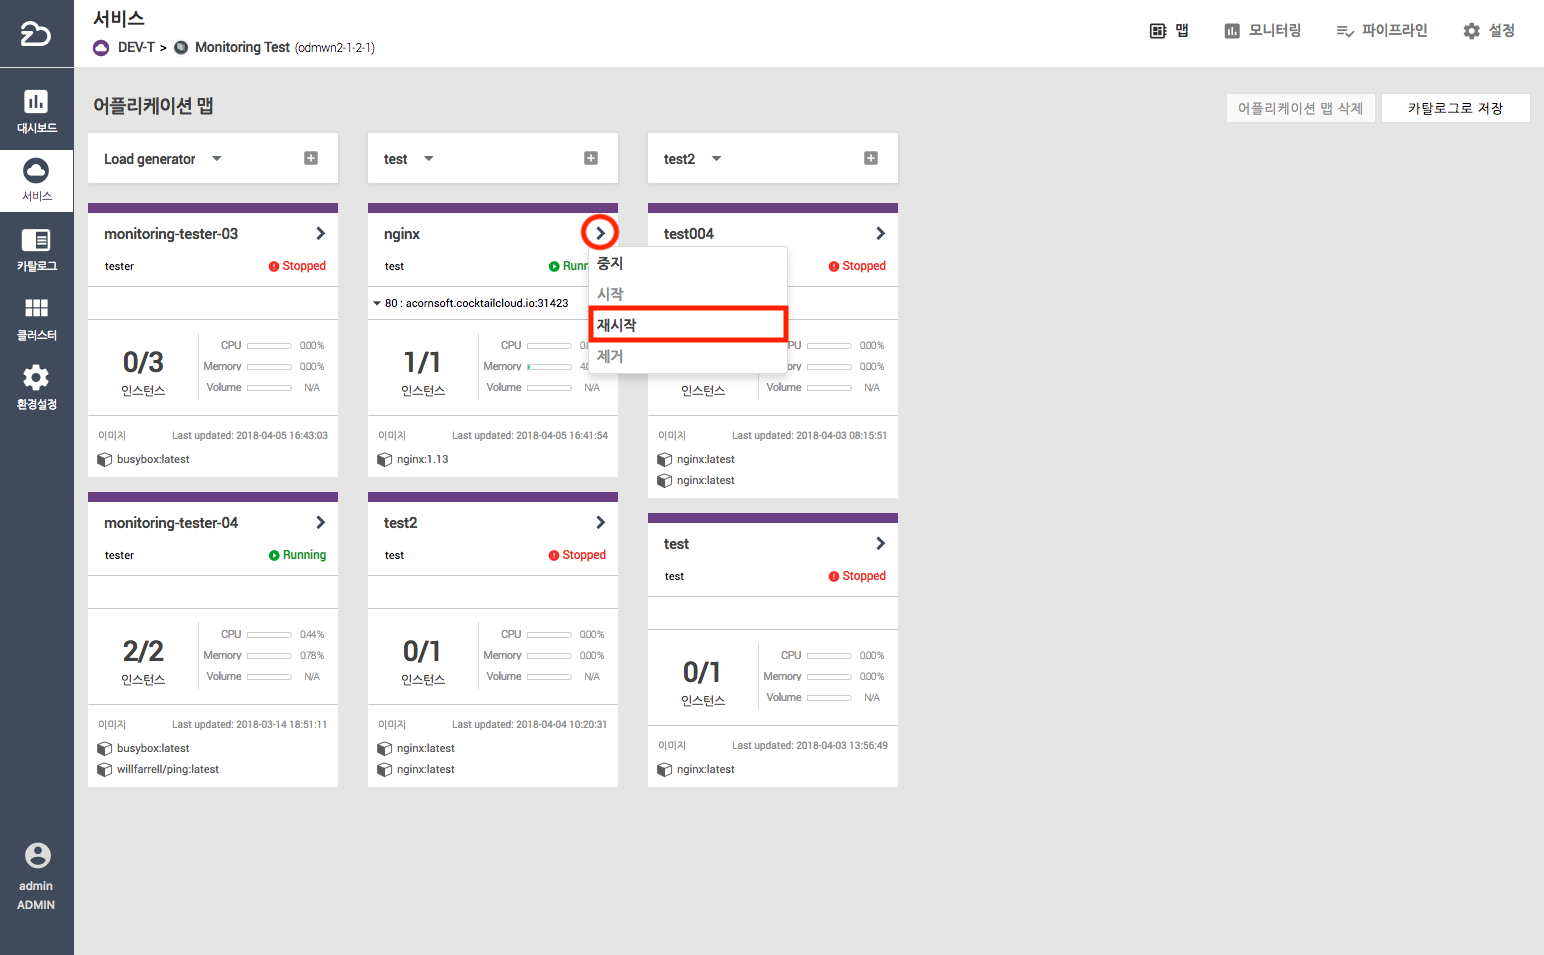 서비스
DEV-T > Monitoring Test (odmwn2-1-2-1)
맵
모니터링
파이프라인
설정
대시보드
서비스
카탈로그
클러스터
환경설정
admin
ADMIN
어플리케이션 맵
어플리케이션 맵 삭제
카탈로그로 저장
Load generator
monitoring-tester-03
tester
Stopped
0/3
인스턴스
CPU 0.00%
Memory 0.00%
Volume N/A
이미지
Last updated: 2018-04-05 16:43:03
busybox:latest
monitoring-tester-04
tester
Running
2/2
인스턴스
CPU 0.44%
Memory 0.78%
Volume N/A
이미지
Last updated: 2018-03-14 18:51:11
busybox:latest
willfarrell/ping:latest
test
nginx
test
중지
시작
재시작
제거
80 : acornsoft.cocktailcloud.io:31423
1/1
인스턴스
CPU
Memory
Volume N/A
이미지
Last updated: 2018-04-05 16:41:54
nginx:1.13
test2
test
Stopped
0/1
인스턴스
CPU 0.00%
Memory 0.00%
Volume N/A
이미지
Last updated: 2018-04-04 10:20:31
nginx:latest
nginx:latest
test2
test004
Stopped
인스턴스
PU 0.00%
ory 0.00%
Volume N/A
이미지
Last updated: 2018-04-03 08:15:51
nginx:latest
nginx:latest
test
test
Stopped
0/1
인스턴스
CPU 0.00%
Memory 0.00%
Volume N/A
이미지
Last updated: 2018-04-03 13:56:49
nginx:latest